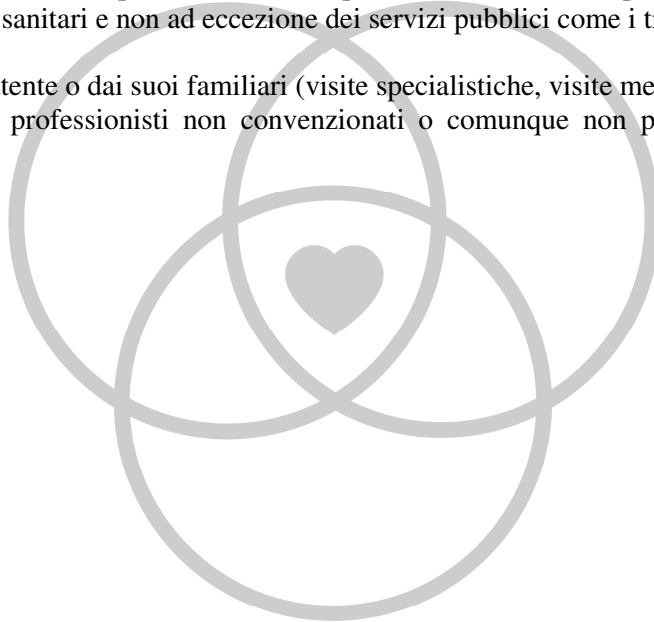 sanitari e non ad eccezione dei servizi pubblici come i
tente o dai suoi familiari (visite specialistiche, visite
professionisti non convenzionati o comunque non